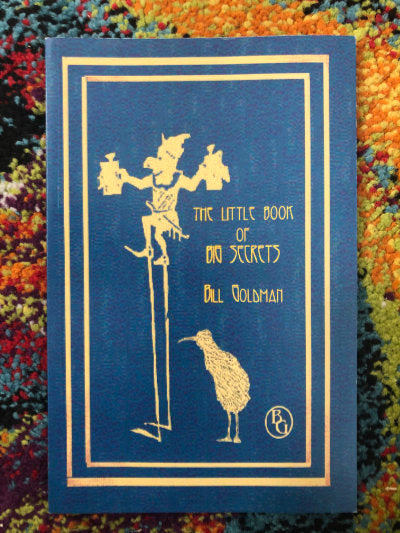 THE LITTLE BOOK
OF
BIG SECRETS
BILL GOLDMAN
BG